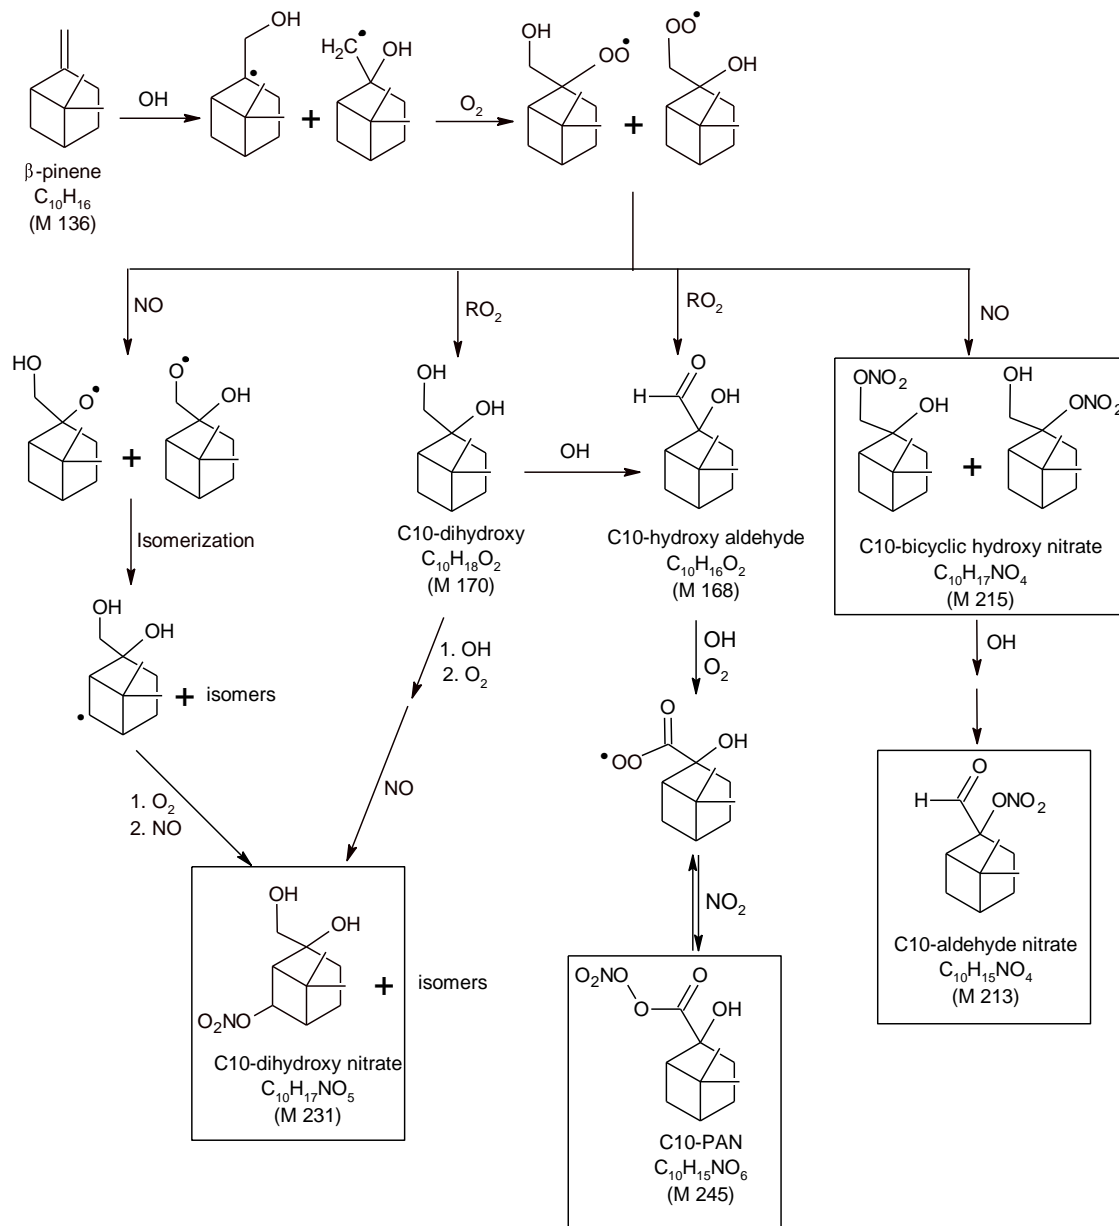 OH
H₂C•
OH
OH
OO•
OO•
OH
OH
+
O₂
+
β-pinene
C₁₀H₁₆
(M 136)
NO
RO₂
RO₂
NO
HO
O•
O•
OH
+
OH
OH
O
H
OH
ONO₂
OH
+
OH
ONO₂
OH
Isomerization
C10-dihydroxy
C₁₀H₁₈O₂
(M 170)
C10-hydroxy aldehyde
C₁₀H₁₆O₂
(M 168)
C10-bicyclic hydroxy nitrate
C₁₀H₁₇NO₄
(M 215)
OH
OH
+ isomers
1. OH
2. O₂
OH
O₂
OH
O
•OO
OH
1. O₂
2. NO
NO
O
H
ONO₂
OH
OH
O₂NO
+ isomers
NO₂
C10-aldehyde nitrate
C₁₀H₁₅NO₄
(M 213)
O₂NO
O
O
OH
C10-dihydroxy nitrate
C₁₀H₁₇NO₅
(M 231)
C10-PAN
C₁₀H₁₅NO₆
(M 245)